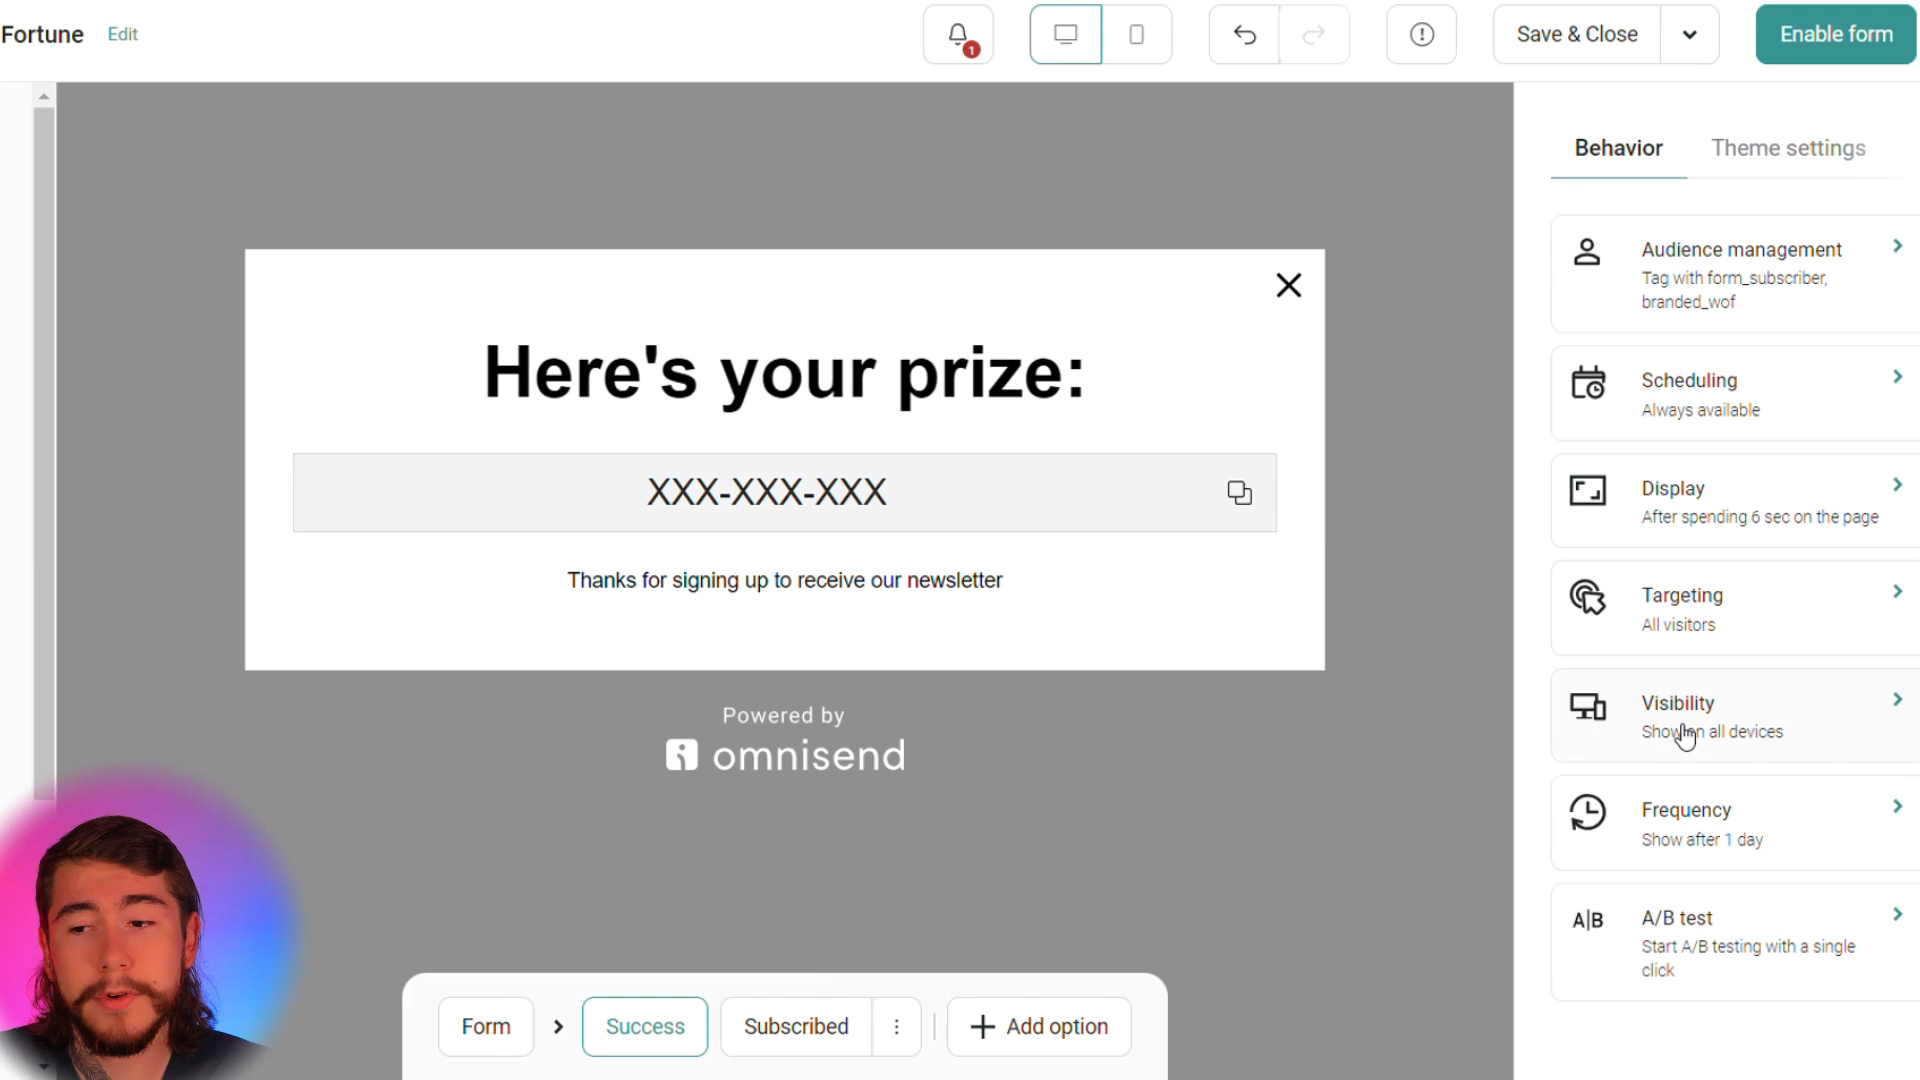 Fortune Edit
1
Save & Close
Enable form
Behavior
Theme settings
Audience management
Tag with form_subscriber,
branded_wof
Scheduling
Always available
Display
After spending 6 sec on the page
Targeting
All visitors
Visibility
Show on all devices
Frequency
Show after 1 day
A|B
A/B test
Start A/B testing with a single
click
Here's your prize:
XXX-XXX-XXX
Thanks for signing up to receive our newsletter
Powered by
omnisend
Form
Success
Subscribed
Add option